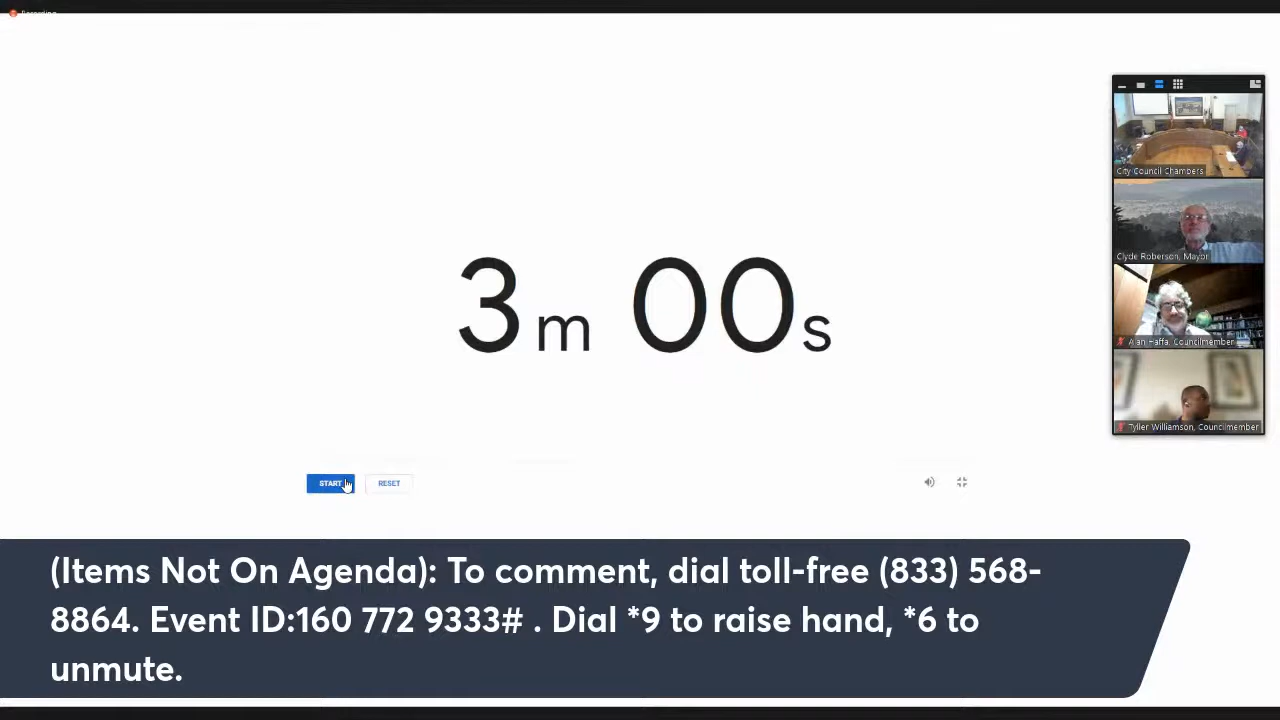 Recording
3m 00s
City Council Chambers
Clyde Roberson, Mayor
Alan Haffa, Councilmember
Tyller Williamson, Councilmember
START
RESET
(Items Not On Agenda): To comment, dial toll-free (833) 568-
8864. Event ID:160 772 9333# . Dial *9 to raise hand, *6 to
unmute.